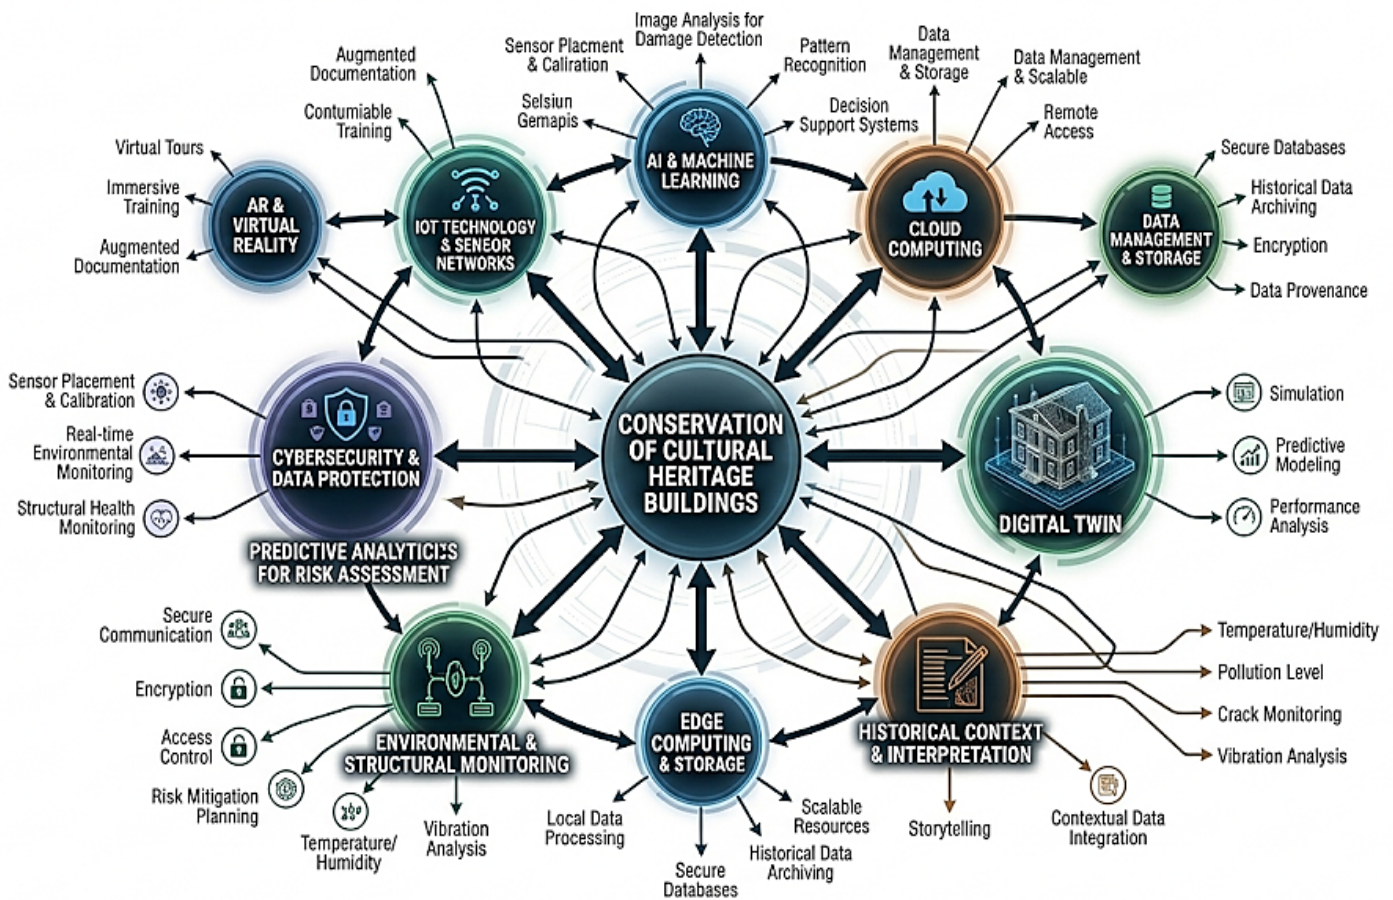 Image Analysis for
Damage Detection
Sensor Placment
& Caliration
Pattern
Recognition
Selsiun
Gemapis
Decision
Support Systems
AI & MACHINE
LEARNING
Data
Management
& Storage
Data Management
& Scalable
Remote
Access
CLOUD
COMPUTING
Augmented
Documentation
Contumiable
Training
IOT TECHNOLOGY
& SENEOR
NETWORKS
Virtual Tours
Immersive
Training
Augmented
Documentation
AR &
VIRTUAL
REALITY
Secure Databases
Historical Data
Archiving
Encryption
Data Provenance
DATA
MANAGEMENT
& STORAGE
Sensor Placement
& Calibration
Real-time
Environmental
Monitoring
Structural Health
Monitoring
CYBERSECURITY &
DATA PROTECTION
PREDICTIVE ANALYTICIS
FOR RISK ASSESSMENT
CONSERVATION
OF CULTURAL
HERITAGE
BUILDINGS
DIGITAL TWIN
Simulation
Predictive
Modeling
Performance
Analysis
Secure
Communication
Encryption
Access
Control
Risk Mitigation
Planning
Temperature/
Humidity
Vibration
Analysis
ENVIRONMENTAL &
STRUCTURAL MONITORING
EDGE
COMPUTING
& STORAGE
Local Data
Processing
Secure
Databases
Historical Data
Archiving
Scalable
Resources
HISTORICAL CONTEXT
& INTERPRETATION
Storytelling
Contextual Data
Integration
Temperature/Humidity
Pollution Level
Crack Monitoring
Vibration Analysis